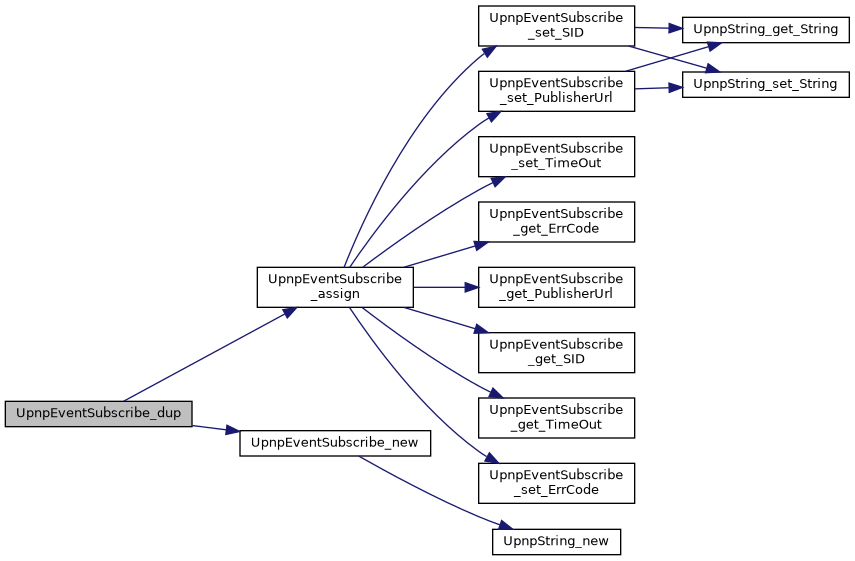 UpnpEventSubscribe
_set_SID
UpnpString_get_String
UpnpEventSubscribe
_set_PublisherUrl
UpnpString_set_String
UpnpEventSubscribe
_set_TimeOut
UpnpEventSubscribe
_get_ErrCode
UpnpEventSubscribe
_assign
UpnpEventSubscribe
_get_PublisherUrl
UpnpEventSubscribe
_get_SID
UpnpEventSubscribe_dup
UpnpEventSubscribe
_get_TimeOut
UpnpEventSubscribe_new
UpnpEventSubscribe
_set_ErrCode
UpnpString_new